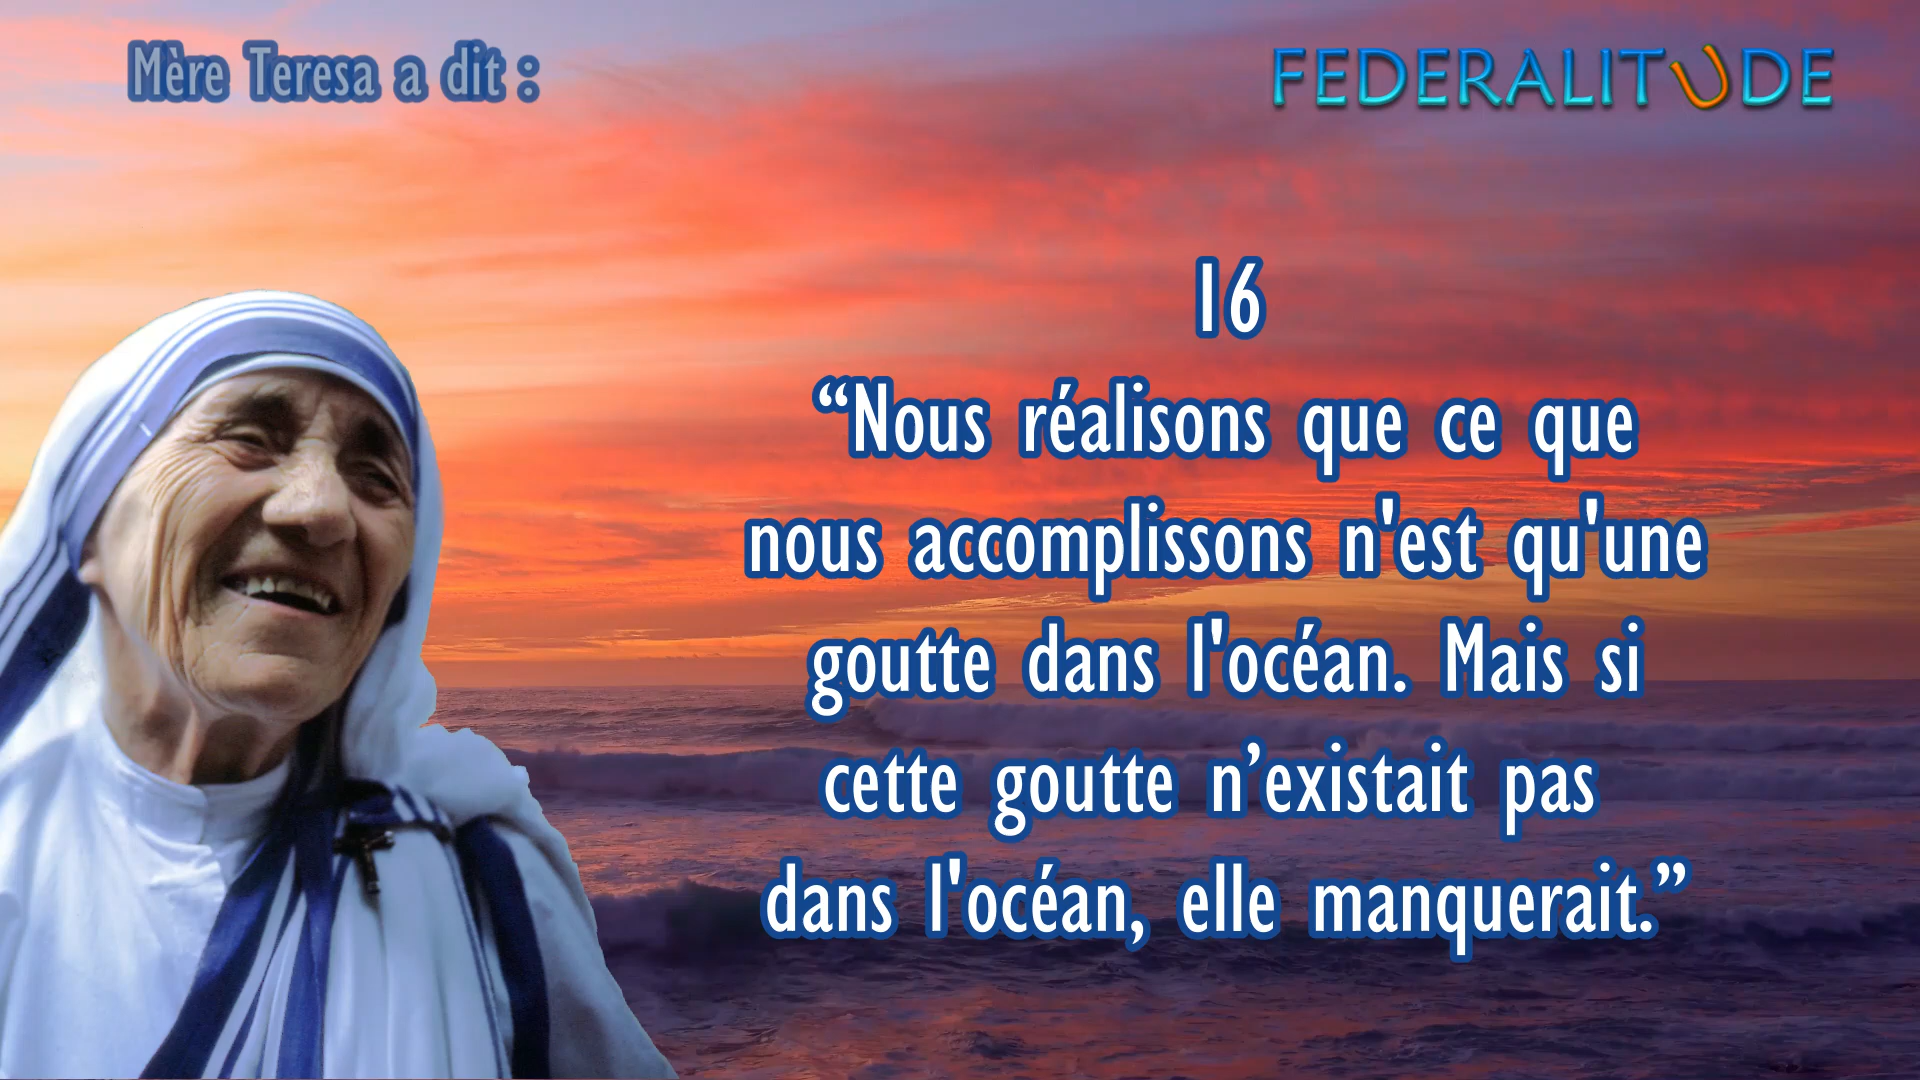 Mère Teresa a dit :
FEDERALITUDE
16
“Nous réalisons que ce que
nous accomplissons n'est qu'une
goutte dans l'océan. Mais si
cette goutte n’existait pas
dans l'océan, elle manquerait.”